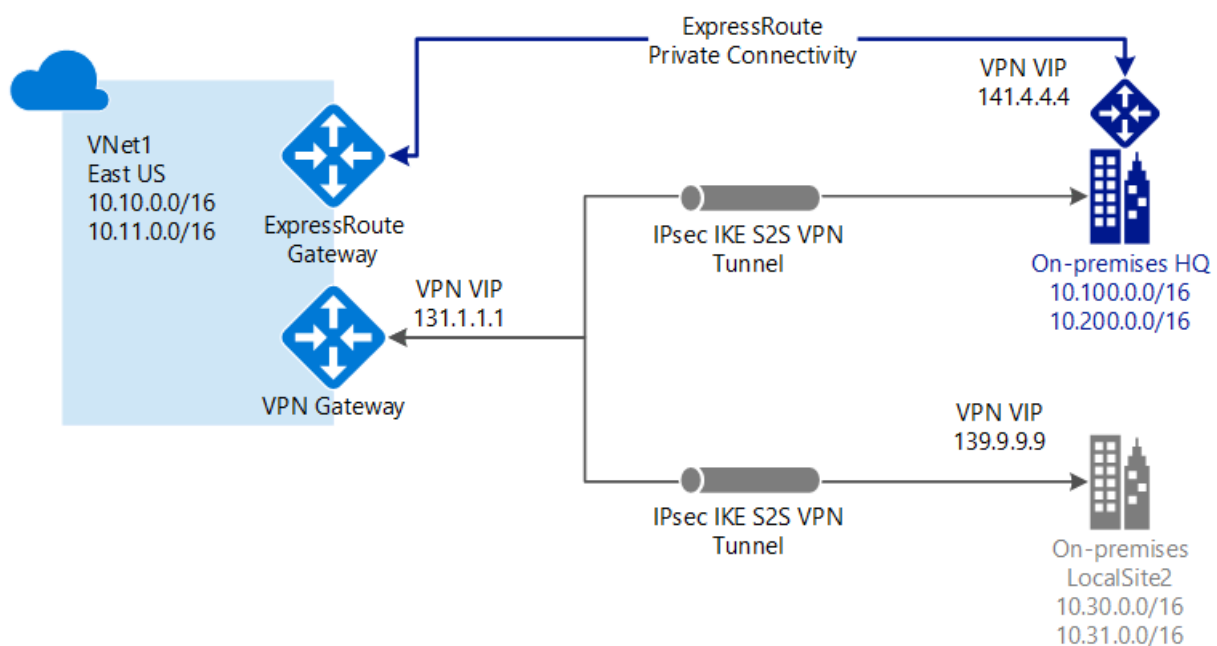 ExpressRoute
Private Connectivity
VPN VIP
141.4.4.4
VNet1
East US
10.10.0.0/16
10.11.0.0/16
ExpressRoute
Gateway
IPsec IKE S2S VPN
Tunnel
On-premises HQ
10.100.0.0/16
10.200.0.0/16
VPN VIP
131.1.1.1
VPN Gateway
VPN VIP
139.9.9.9
IPsec IKE S2S VPN
Tunnel
On-premises
LocalSite2
10.30.0.0/16
10.31.0.0/16